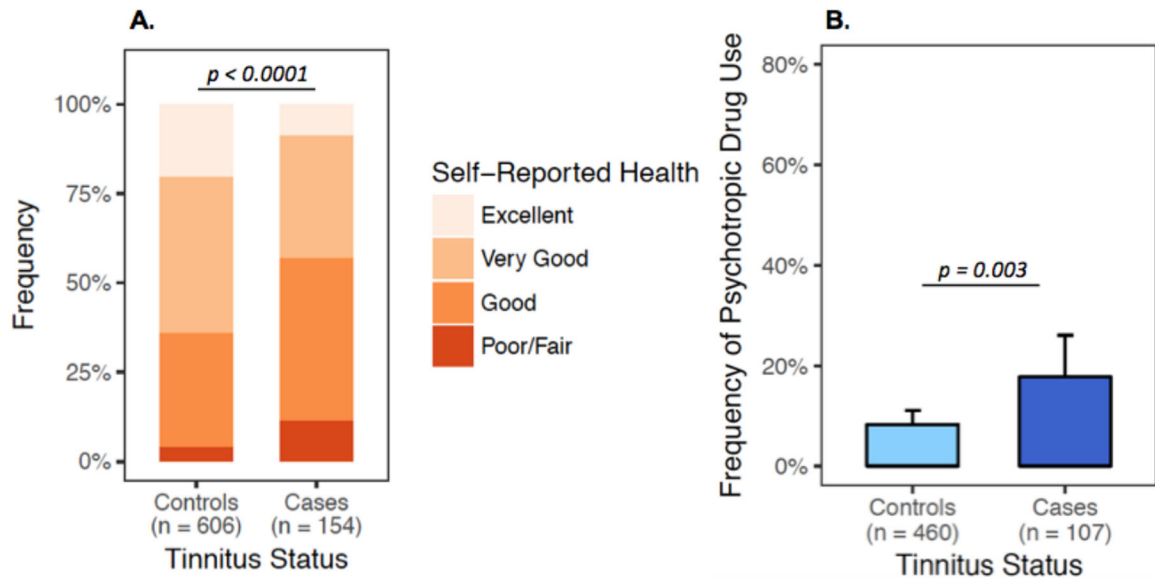 A.
p < 0.0001
100%
75%
50%
25%
0%
Frequency
Controls
(n = 606)
Cases
(n = 154)
Tinnitus Status
Self−Reported Health
Excellent
Very Good
Good
Poor/Fair
B.
Frequency of Psychotropic Drug Use
80%
60%
40%
20%
0%
p = 0.003
Controls
(n = 460)
Cases
(n = 107)
Tinnitus Status